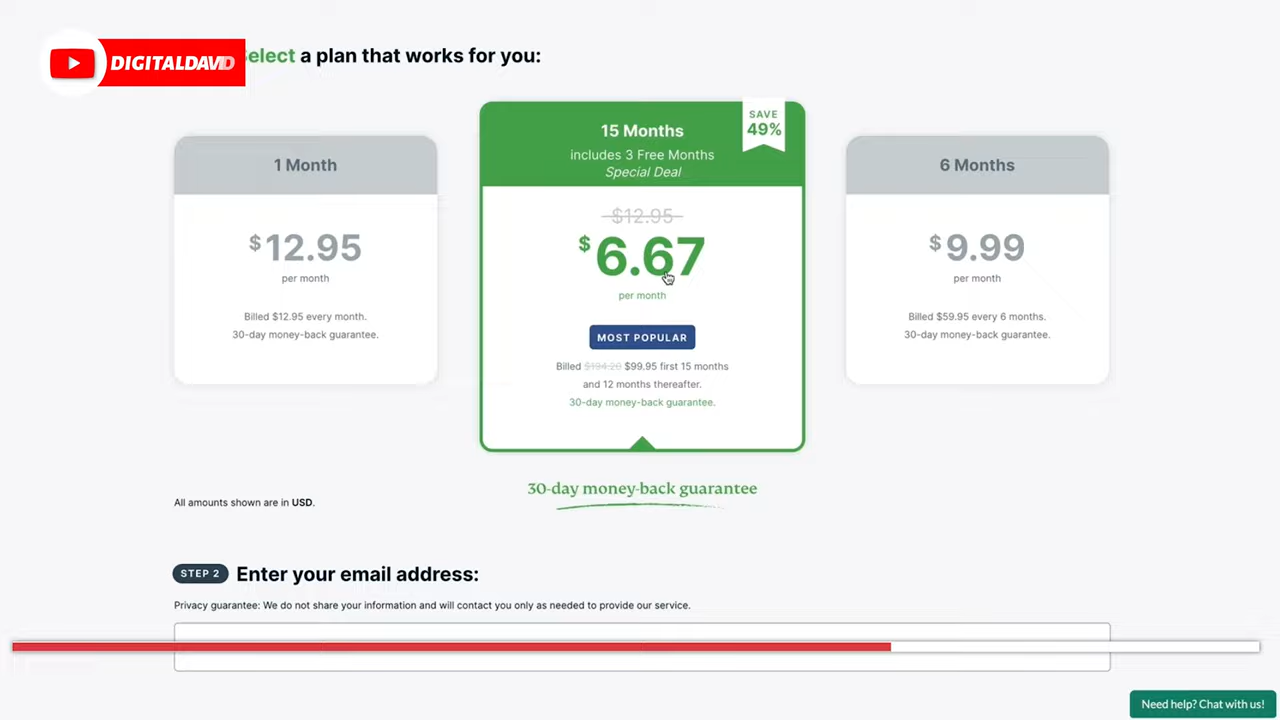 DIGITALDAVID
Select a plan that works for you:
1 Month
$12.95
per month
Billed $12.95 every month.
30-day money-back guarantee.
15 Months
includes 3 Free Months
Special Deal
SAVE
49%
$12.95
$6.67
per month
MOST POPULAR
Billed $194.26 $99.95 first 15 months
and 12 months thereafter.
30-day money-back guarantee.
6 Months
$9.99
per month
Billed $59.95 every 6 months.
30-day money-back guarantee.
30-day money-back guarantee
All amounts shown are in USD.
STEP 2 Enter your email address:
Privacy guarantee: We do not share your information and will contact you only as needed to provide our service.
Need help? Chat with us!